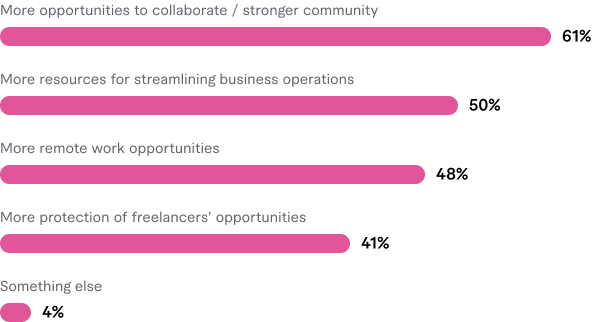 More opportunities to collaborate / stronger community
61%
More resources for streamlining business operations
50%
More remote work opportunities
48%
More protection of freelancers’ opportunities
41%
Something else
4%